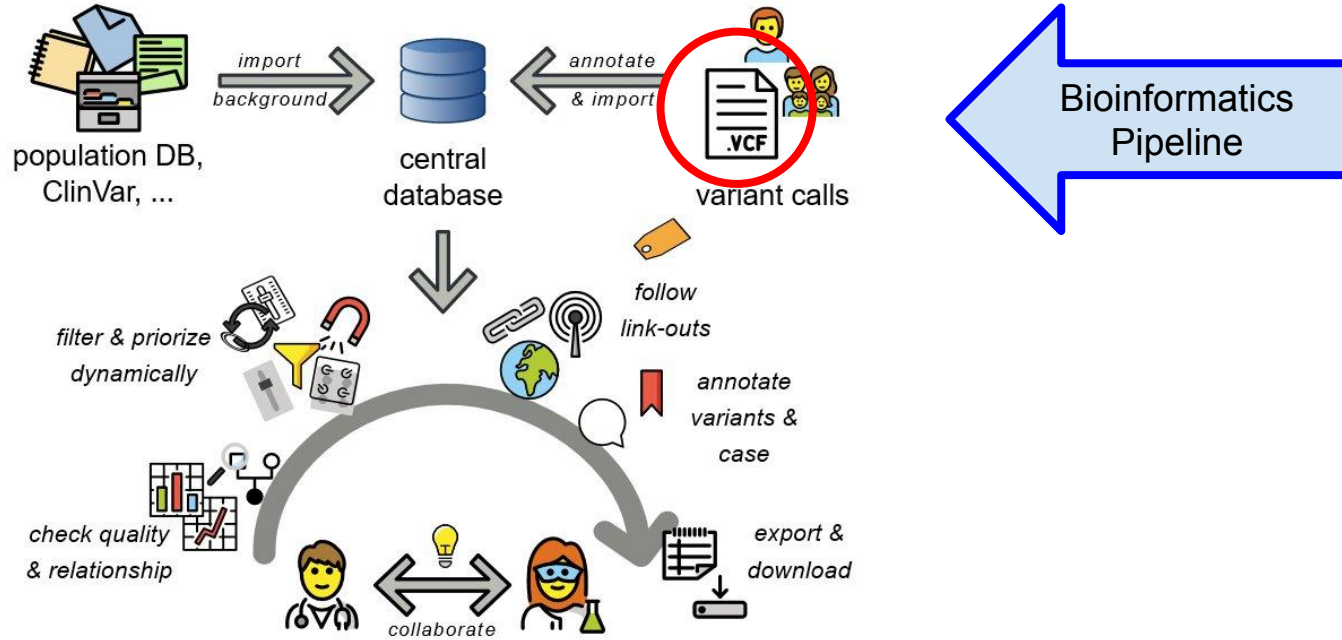 import
background
annotate
& import
.VCF
Bioinformatics
Pipeline
population DB,
ClinVar, ...
central
database
variant calls
filter & priorize
dynamically
follow
link-outs
annotate
variants &
case
check quality
& relationship
export &
download
collaborate